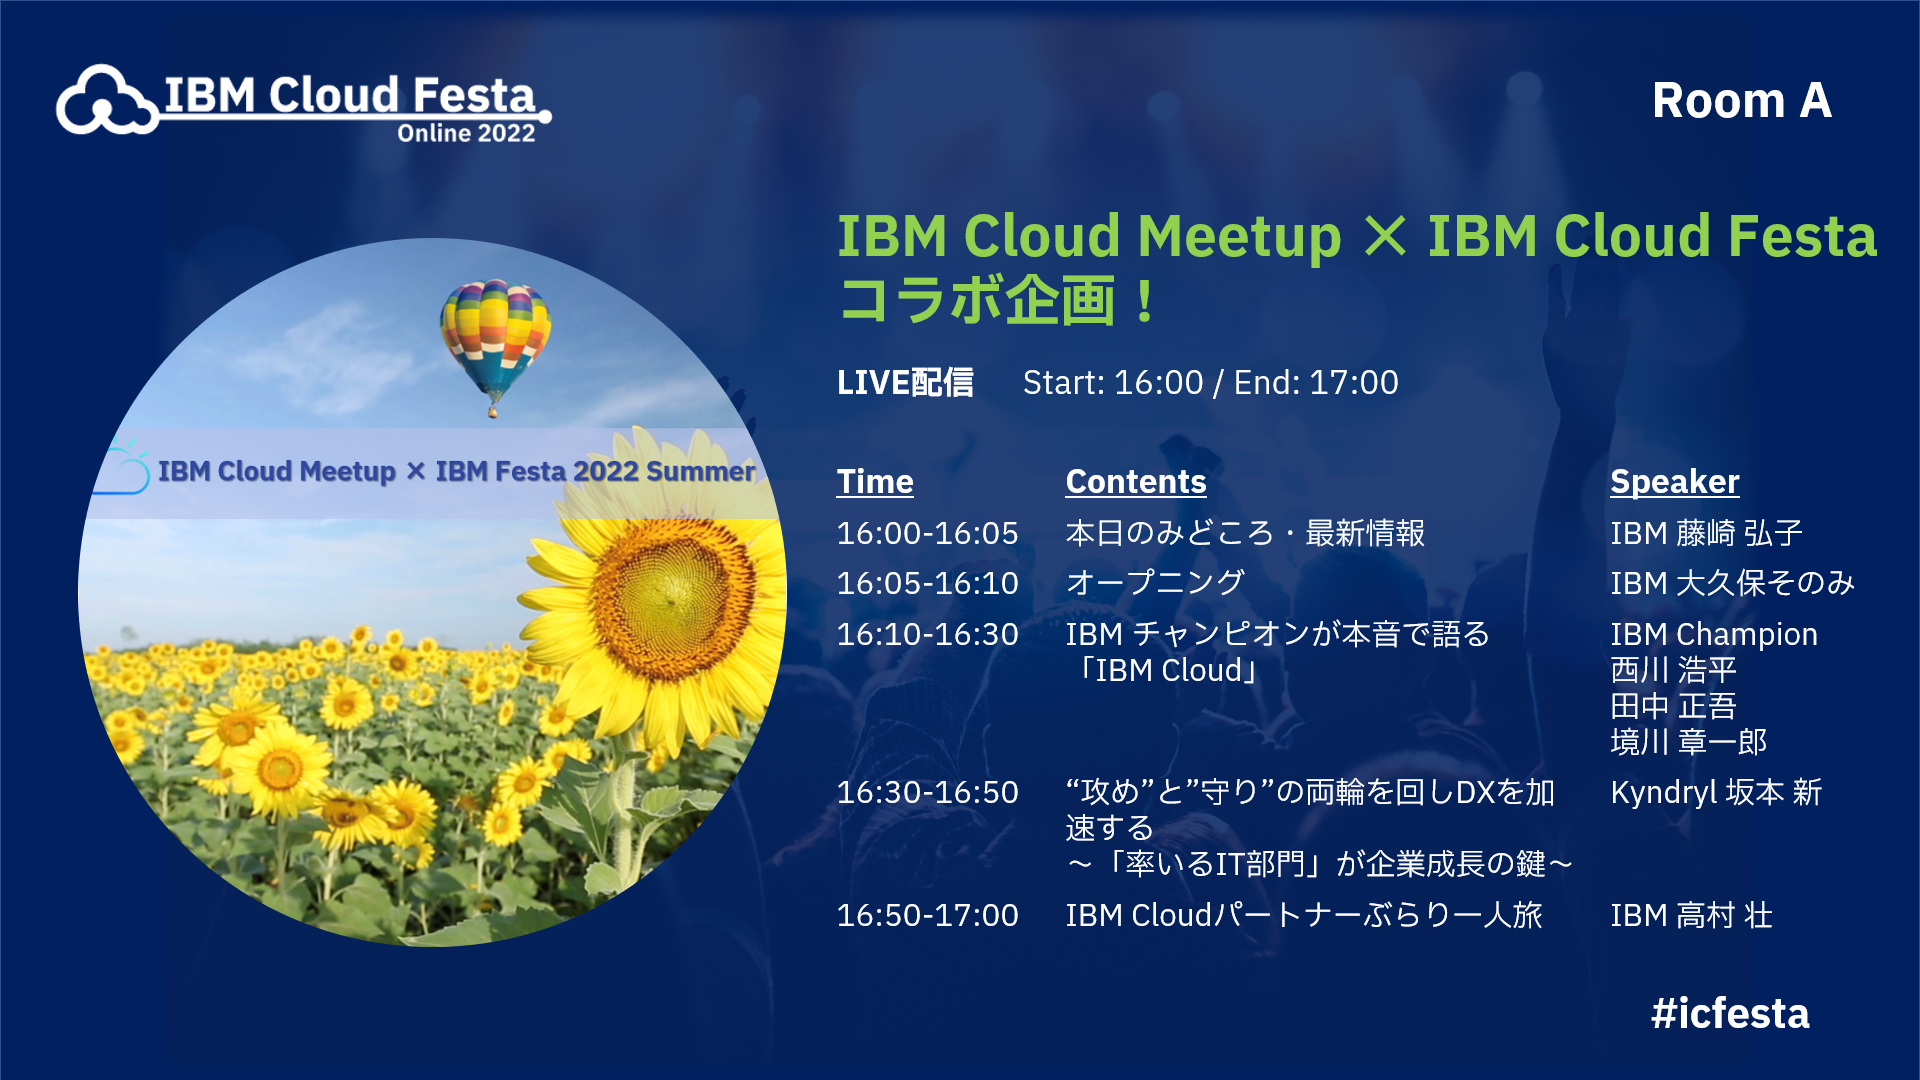 IBM Cloud Festa
Online 2022
Room A
IBM Cloud Meetup × IBM Cloud Festa
コラボ企画！
LIVE配信 Start: 16:00 / End: 17:00
IBM Cloud Meetup × IBM Festa 2022 Summer
Time Contents Speaker
16:00-16:05 本日のみどころ・最新情報 IBM 藤崎 弘子
16:05-16:10 オープニング IBM 大久保そのみ
16:10-16:30 IBM チャンピオンが本音で語る IBM Champion
「IBM Cloud」 西川 浩平
田中 正吾
境川 章一郎
16:30-16:50 “攻め”と”守り”の両輪を回しDXを加 Kyndryl 坂本 新
速する
～「率いるIT部門」が企業成長の鍵～
16:50-17:00 IBM Cloudパートナーぶらり一人旅 IBM 高村 壮
#icfesta